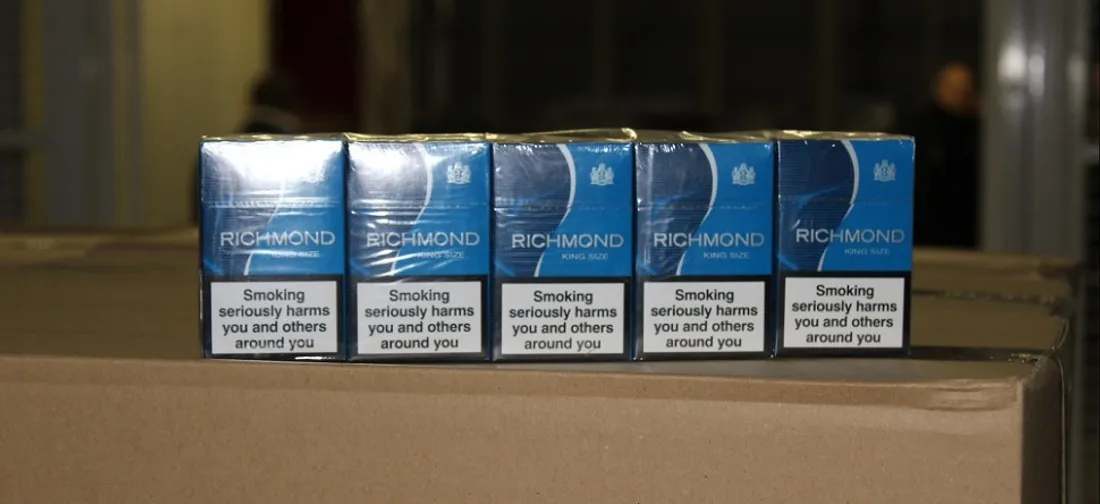 RICHMOND
KING SIZE
Smoking
seriously harms
you and others
around you
RICHMOND
KING SIZE
Smoking
seriously harms
you and others
around you
RICHMOND
KING SIZE
Smoking
seriously harms
you and others
around you
RICHMOND
KING SIZE
Smoking
seriously harms
you and others
around you
RICHMOND
KING SIZE
Smoking
seriously harms
you and others
around you